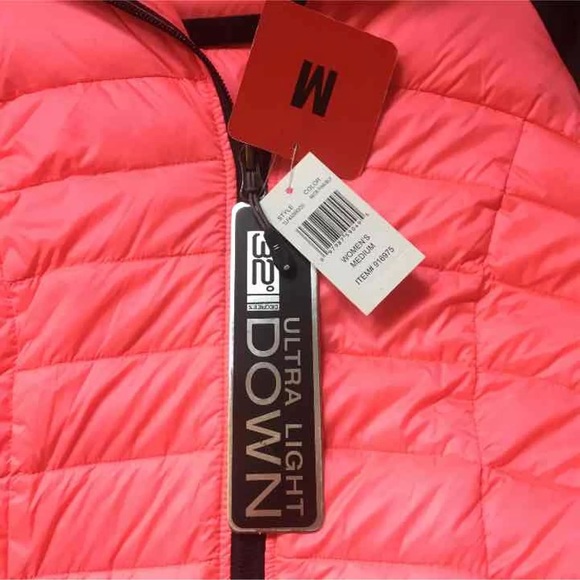 M
STYLE
COLOR
WOMEN'S
MEDIUM
ITEM# 916975
32°
DEGREES
ULTRA LIGHT
DOWN